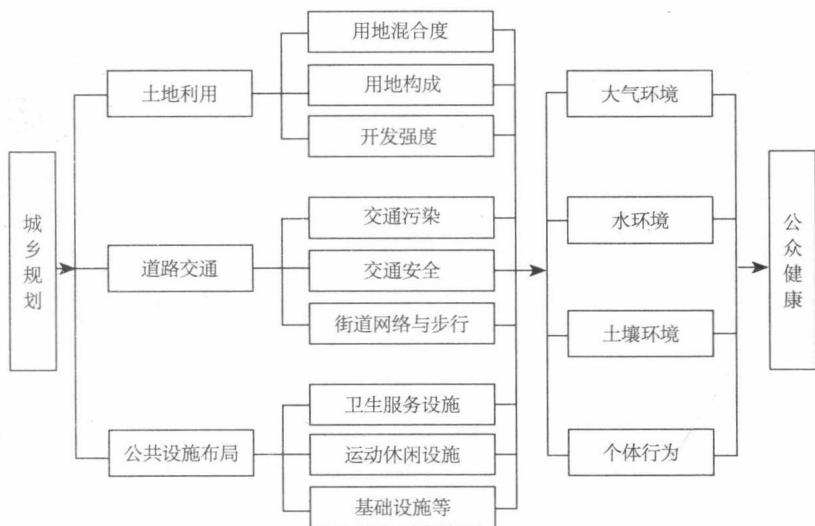 城乡规划
土地利用
道路交通
公共设施布局
用地混合度
用地构成
开发强度
交通污染
交通安全
街道网络与步行
卫生服务设施
运动休闲设施
基础设施等
大气环境
水环境
土壤环境
个体行为
公众健康